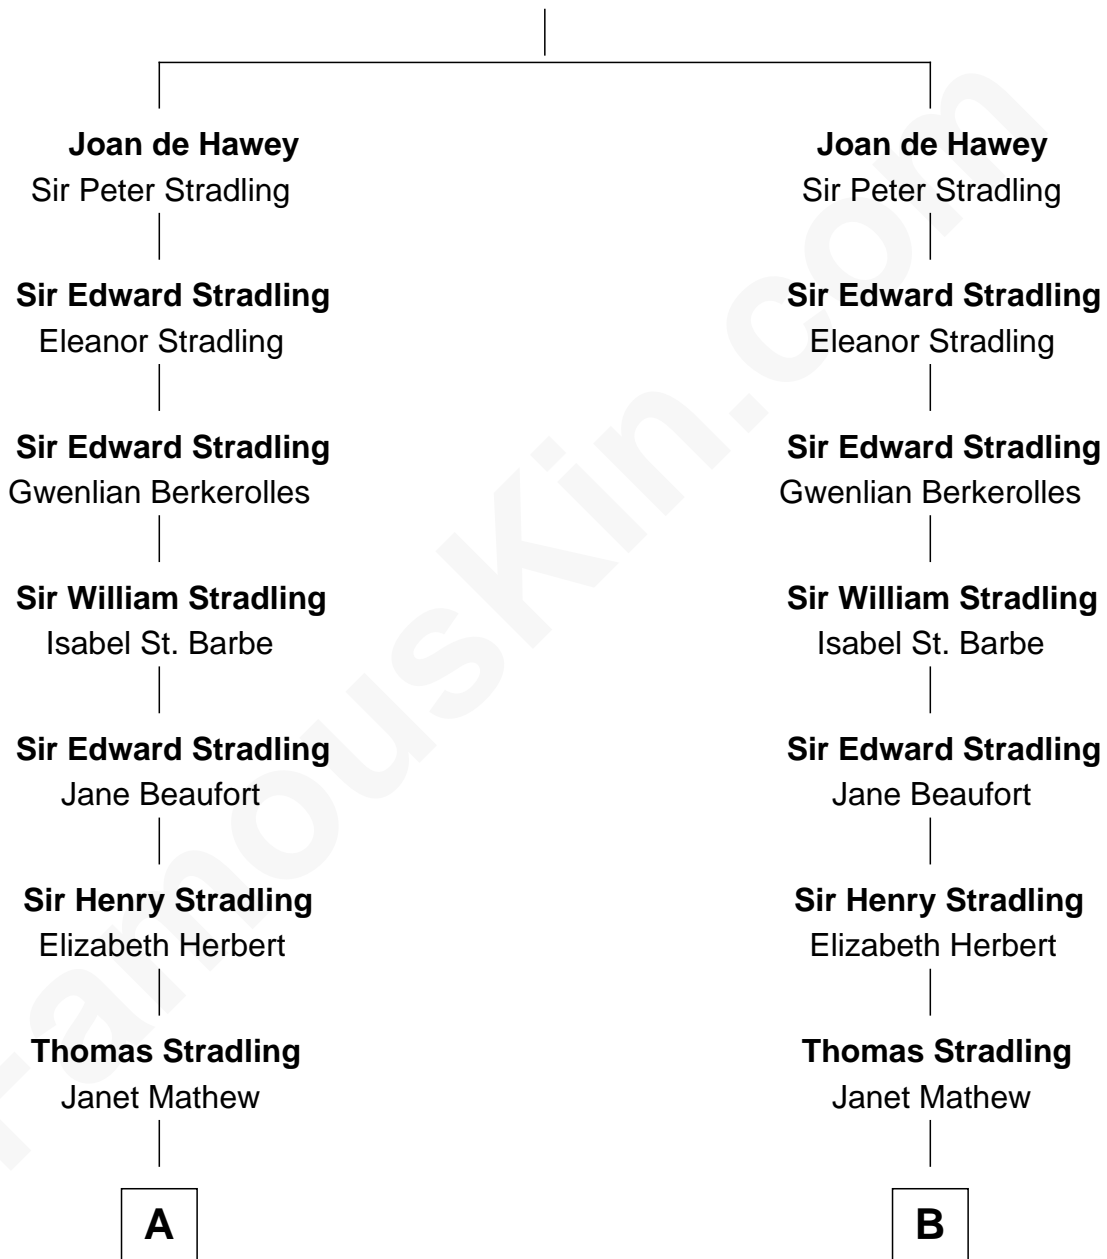 Joan de Hawey
Sir Peter Stradling
Sir Edward Stradling
Eleanor Stradling
Sir Edward Stradling
Gwenlian Berkerolles
Sir William Stradling
Isabel St. Barbe
Sir Edward Stradling
Jane Beaufort
Sir Henry Stradling
Elizabeth Herbert
Thomas Stradling
Janet Mathew
A
Joan de Hawey
Sir Peter Stradling
Sir Edward Stradling
Eleanor Stradling
Sir Edward Stradling
Gwenlian Berkerolles
Sir William Stradling
Isabel St. Barbe
Sir Edward Stradling
Jane Beaufort
Sir Henry Stradling
Elizabeth Herbert
Thomas Stradling
Janet Mathew
B
FamousKin.com